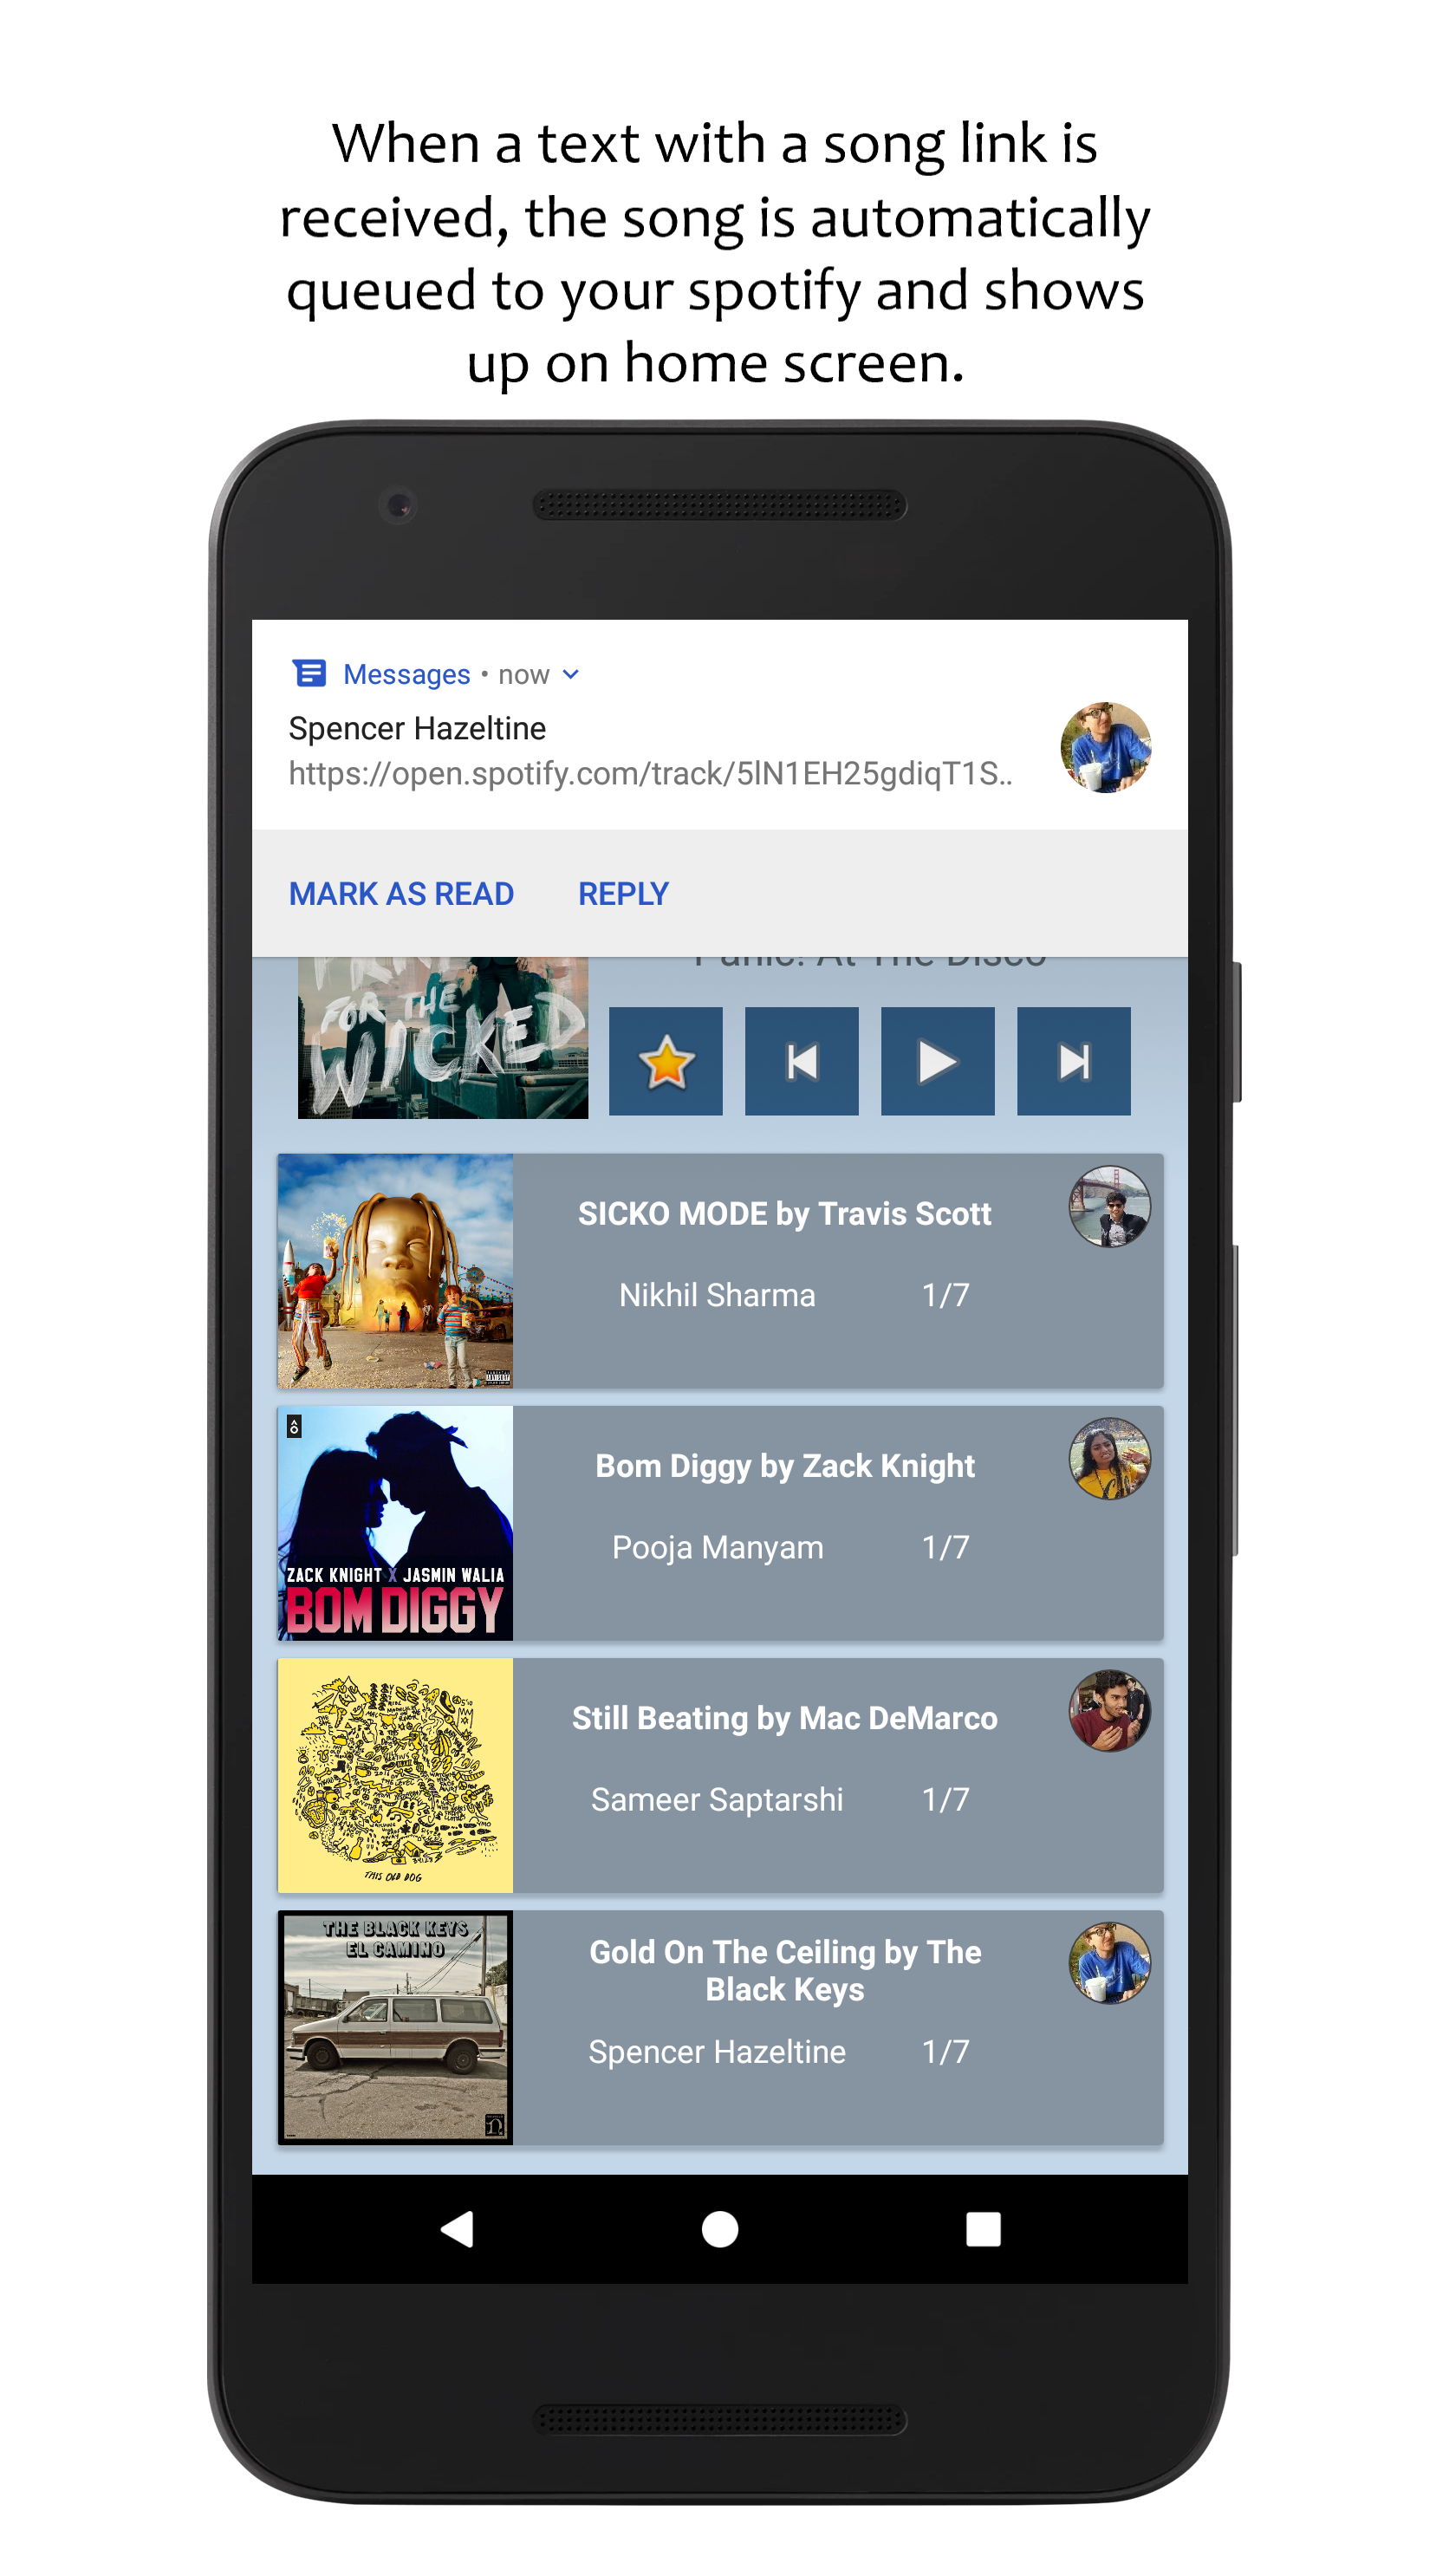 When a text with a song link is
received, the song is automatically
queued to your spotify and shows
up on home screen.
Messages • now
Spencer Hazeltine
https://open.spotify.com/track/5lN1EH25gdiqT1S..
MARK AS READ REPLY
Panic! At The Disco
FOR THE
WICKED
SICKO MODE by Travis Scott
Nikhil Sharma 1/7
Bom Diggy by Zack Knight
Pooja Manyam 1/7
ZACK KNIGHT X JASMIN WALIA
BOM DIGGY
Still Beating by Mac DeMarco
Sameer Saptarshi 1/7
THIS OLD DOG
THE BLACK KEYS
EL CAMINO
Gold On The Ceiling by The
Black Keys
Spencer Hazeltine 1/7